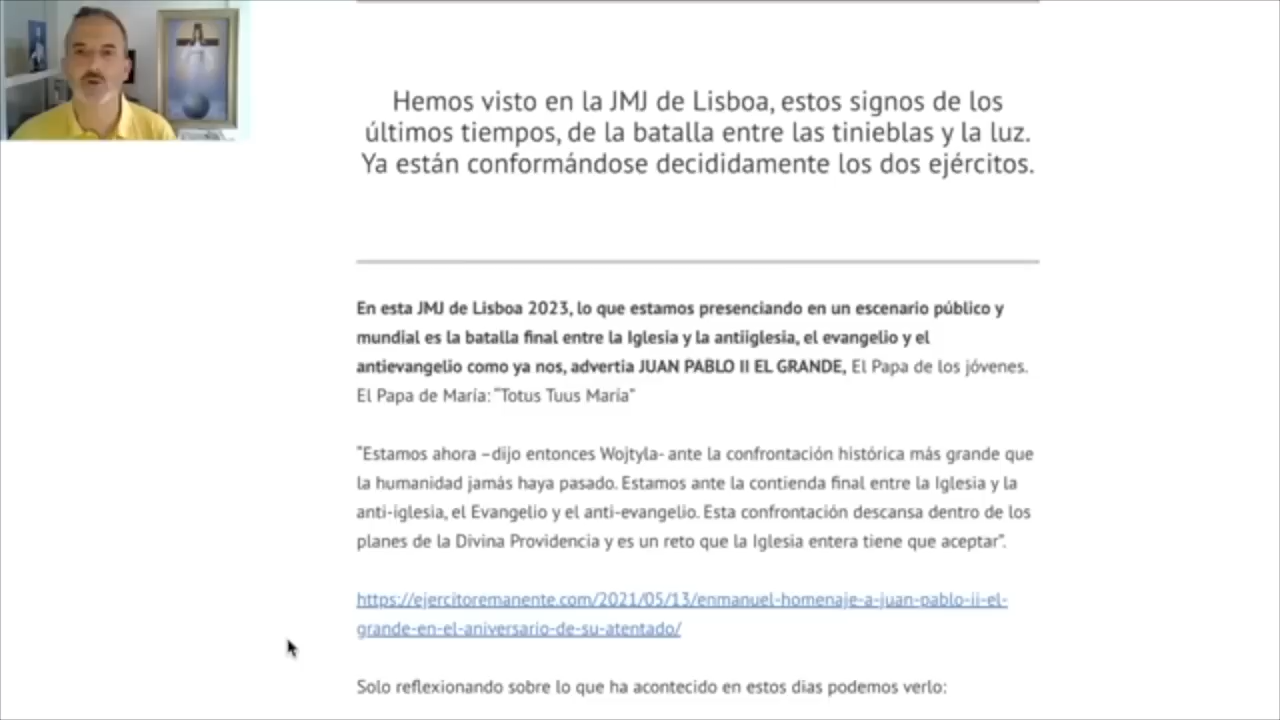 Hemos visto en la JMJ de Lisboa, estos signos de los
últimos tiempos, de la batalla entre las tinieblas y la luz.
Ya están conformándose decididamente los dos ejércitos.
En esta JMJ de Lisboa 2023, lo que estamos presenciando en un escenario público y
mundial es la batalla final entre la Iglesia y la antiiglesia, el evangelio y el
antievangelio como ya nos, advertia JUAN PABLO II EL GRANDE, El Papa de los jóvenes.
El Papa de María: "Totus Tuus María"
"Estamos ahora –dijo entonces Wojtyla- ante la confrontación histórica más grande que
la humanidad jamás haya pasado. Estamos ante la contienda final entre la Iglesia y la
anti-iglesia, el Evangelio y el anti-evangelio. Esta confrontación descansa dentro de los
planes de la Divina Providencia y es un reto que la Iglesia entera tiene que aceptar".
https://ejercitoremanente.com/2021/05/13/enmanuel-homenaje-a-juan-pablo-ii-el-
grande-en-el-aniversario-de-su-atentado/
Solo reflexionando sobre lo que ha acontecido en estos dias podemos verlo: